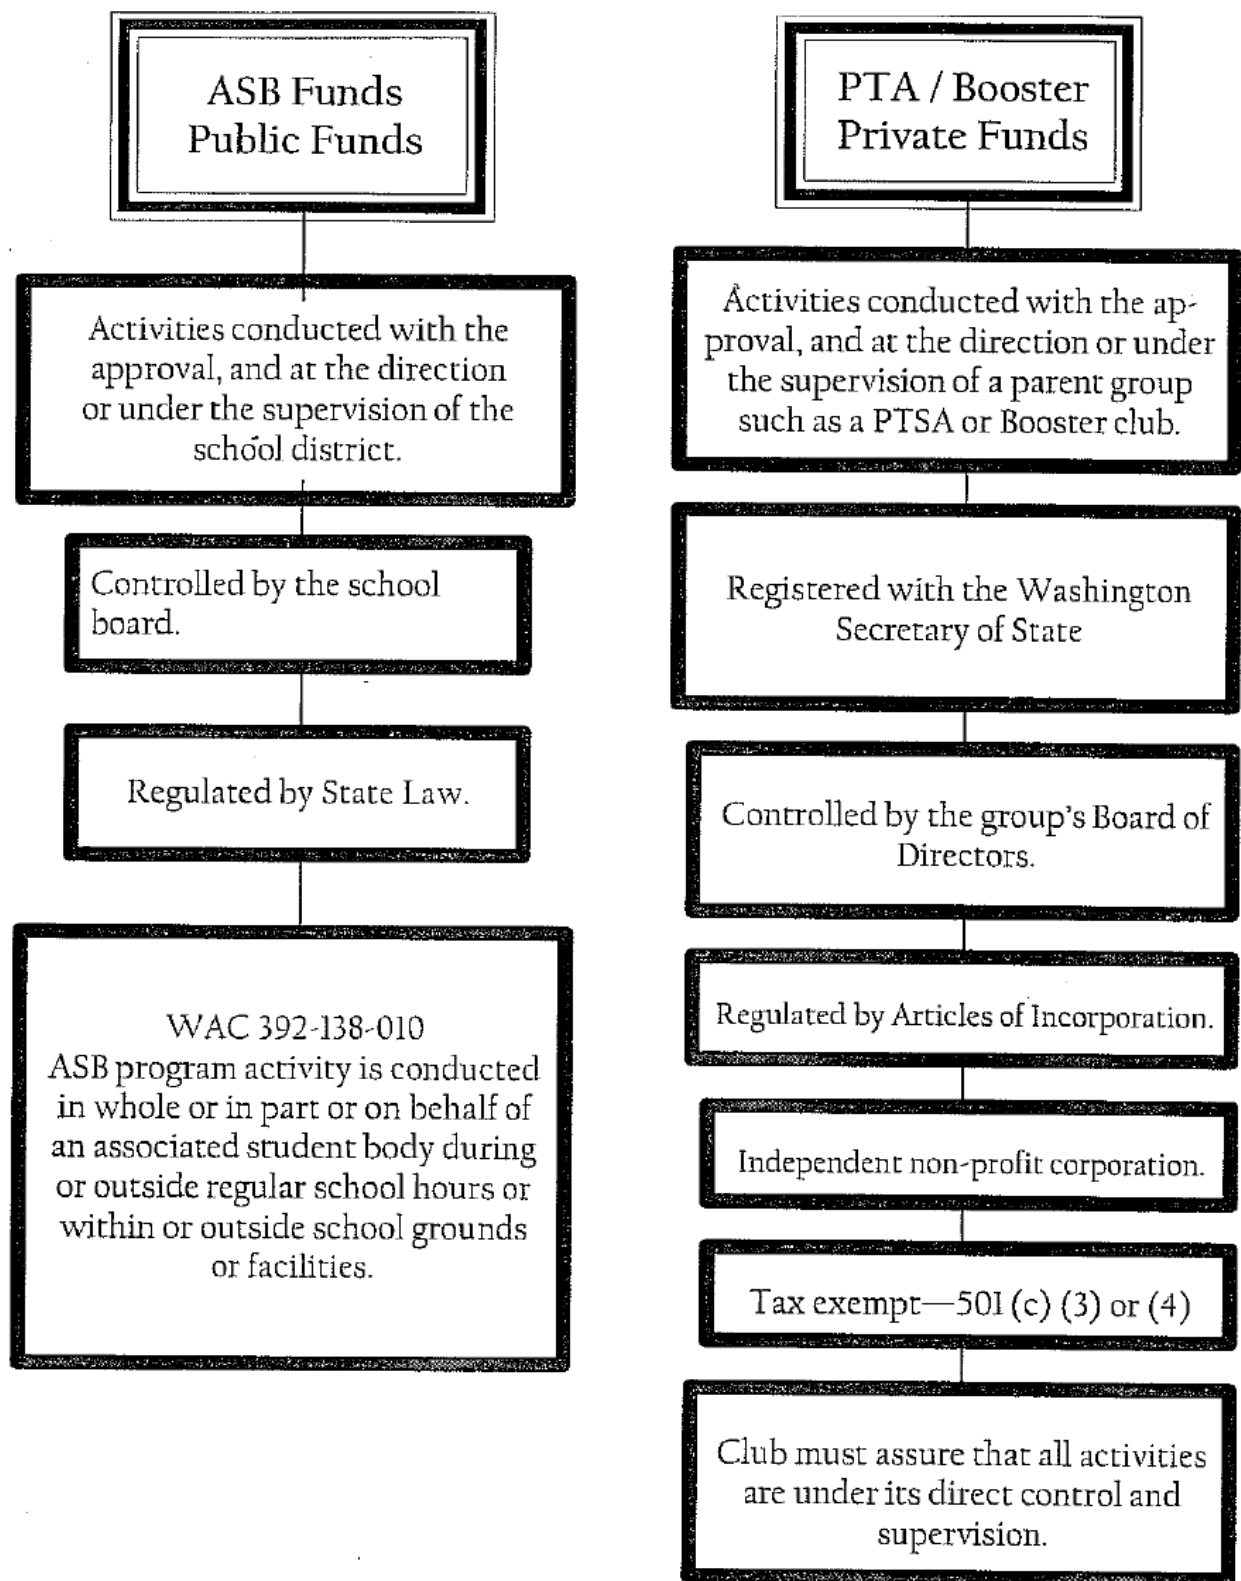 ASB Funds
Public Funds
Activities conducted with the
approval, and at the direction
or under the supervision of the
school district.
Controlled by the school
board.
Regulated by State Law.
WAC 392-138-010
ASB program activity is conducted
in whole or in part or on behalf of
an associated student body during
or outside regular school hours or
within or outside school grounds
or facilities.
PTA / Booster
Private Funds
Activities conducted with the ap-
proval, and at the direction or under
the supervision of a parent group
such as a PTSA or Booster club.
Registered with the Washington
Secretary of State
Controlled by the group's Board of
Directors.
Regulated by Articles of Incorporation.
Independent non-profit corporation.
Tax exempt—501 (c) (3) or (4)
Club must assure that all activities
are under its direct control and
supervision.